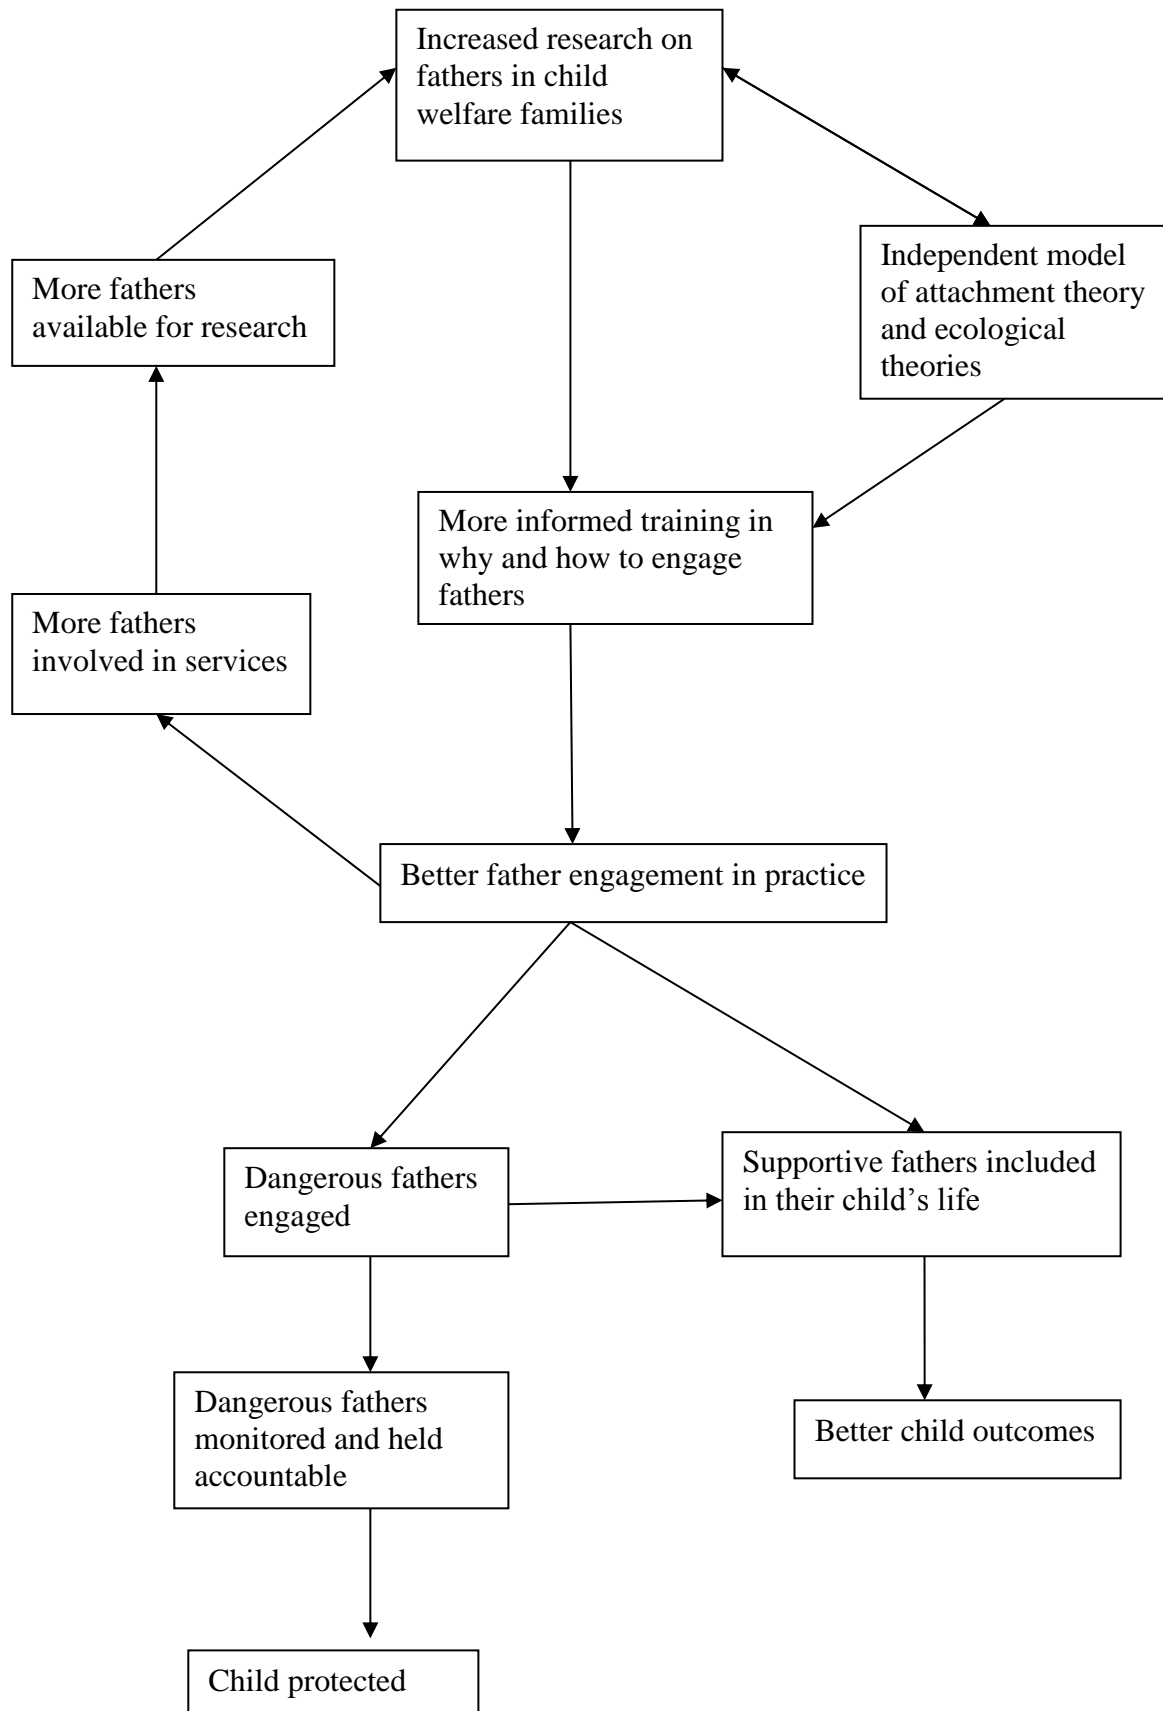 Increased research on
fathers in child
welfare families
More fathers
available for research
Independent model
of attachment theory
and ecological
theories
More informed training in
why and how to engage
fathers
More fathers
involved in services
Better father engagement in practice
Dangerous fathers
engaged
Supportive fathers included
in their child’s life
Dangerous fathers
monitored and held
accountable
Better child outcomes
Child protected